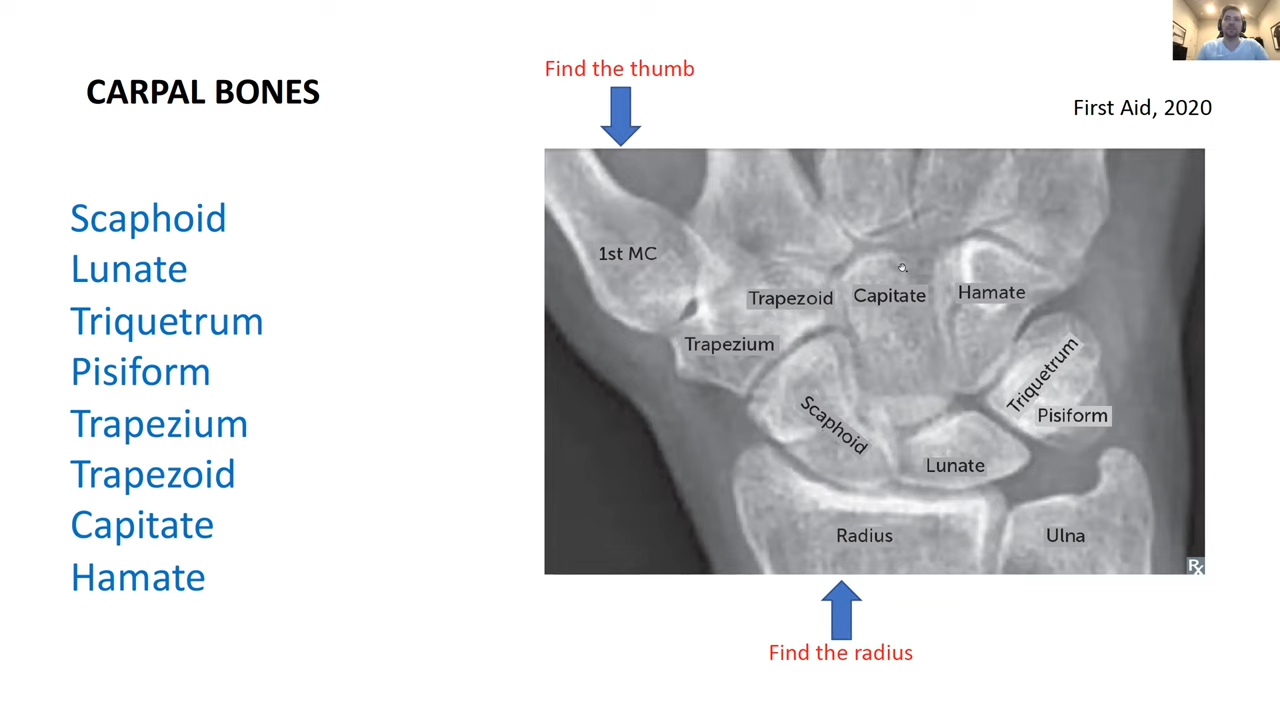 Find the thumb
CARPAL BONES
First Aid, 2020
Scaphoid
Lunate
Triquetrum
Pisiform
Trapezium
Trapezoid
Capitate
Hamate
1st MC
Trapezoid
Capitate
Hamate
Trapezium
Triquetrum
Pisiform
Scaphoid
Lunate
Radius
Ulna
Rx
Find the radius